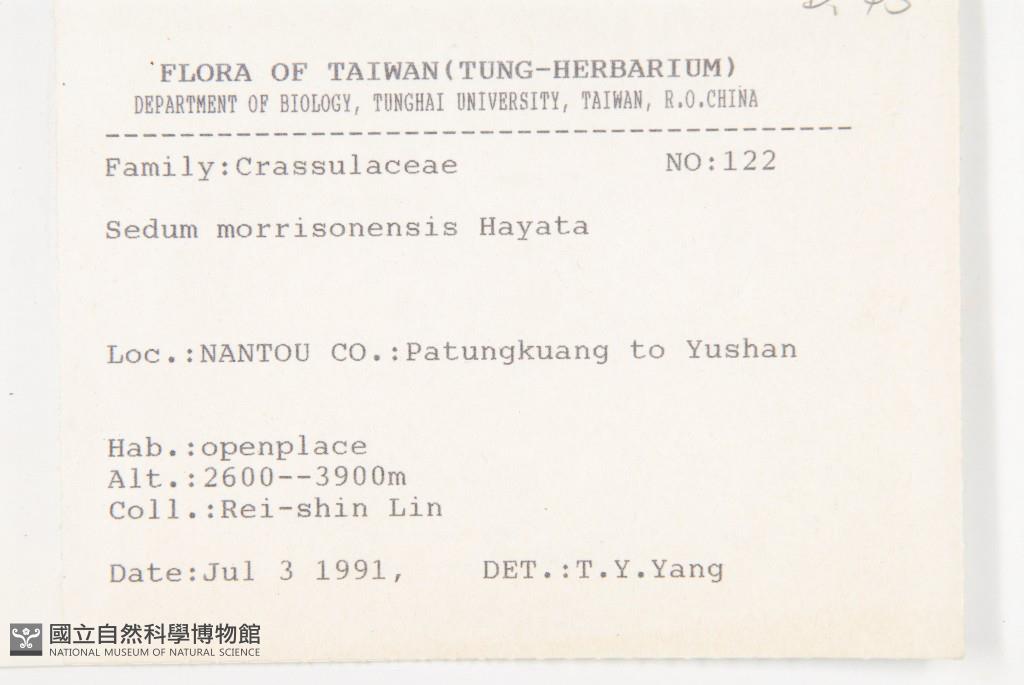 FLORA OF TAIWAN(TUNG-HERBARIUM)
DEPARTMENT OF BIOLOGY, TUNGHAI UNIVERSITY, TAIWAN, R.O.CHINA
Family:Crassulaceae NO:122
Sedum morrisonensis Hayata
Loc.:NANTOU CO.:Patungkuang to Yushan
Hab.:openplace
Alt.:2600--3900m
Coll.:Rei-shin Lin
Date:Jul 3 1991, DET.:T.Y.Yang
國立自然科學博物館
NATIONAL MUSEUM OF NATURAL SCIENCE